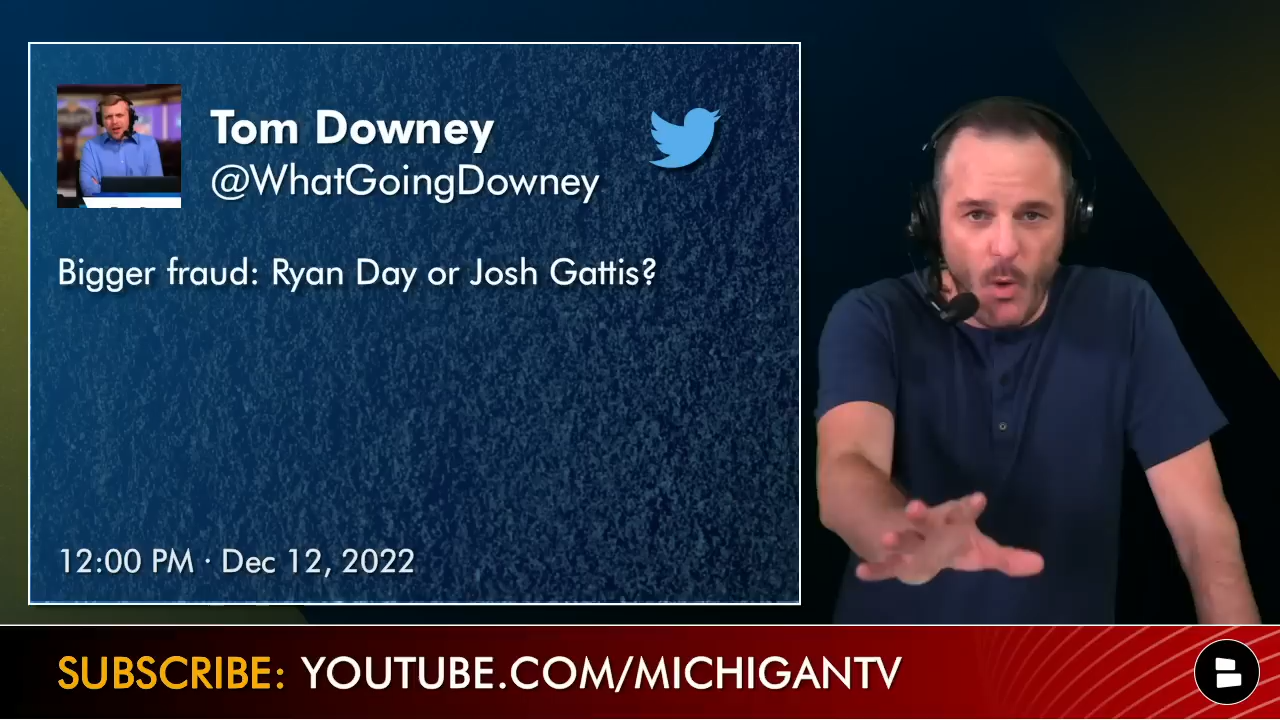 Tom Downey
@WhatGoingDowney
Bigger fraud: Ryan Day or Josh Gattis?
12:00 PM · Dec 12, 2022
SUBSCRIBE: YOUTUBE.COM/MICHIGANTV